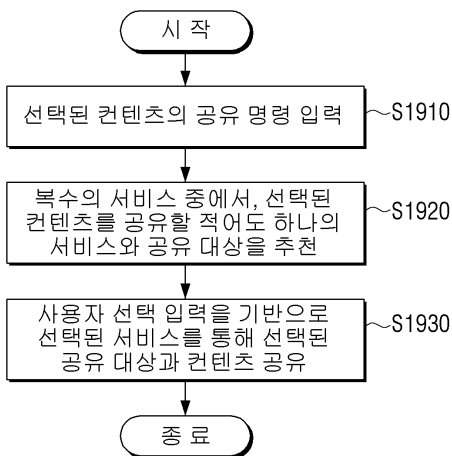 시 작
선택된 컨텐츠의 공유 명령 입력
S1910
복수의 서비스 중에서, 선택된
컨텐츠를 공유할 적어도 하나의
서비스와 공유 대상을 추천
S1920
사용자 선택 입력을 기반으로
선택된 서비스를 통해 선택된
공유 대상과 컨텐츠 공유
S1930
종 료